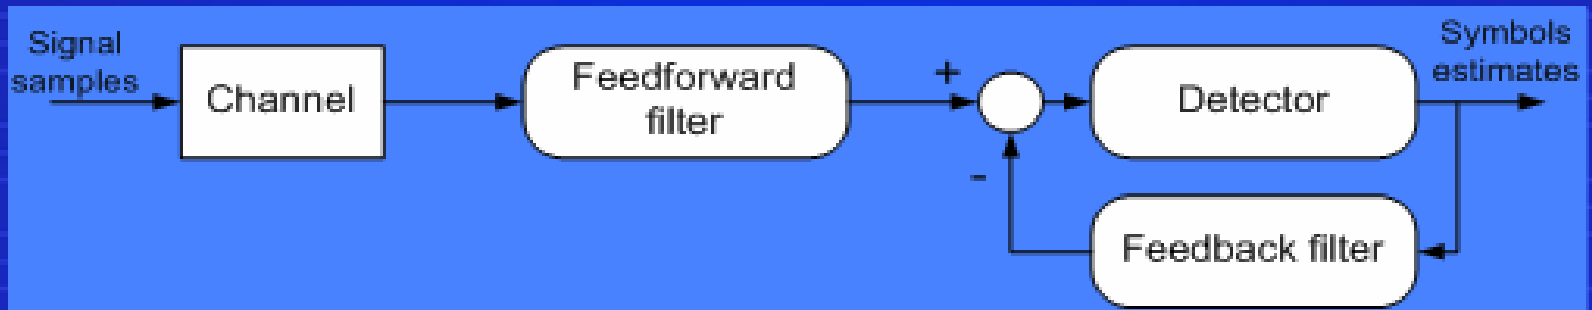 Signal
samples
Channel
Feedforward
filter
+
-
Detector
Feedback filter
Symbols
estimates